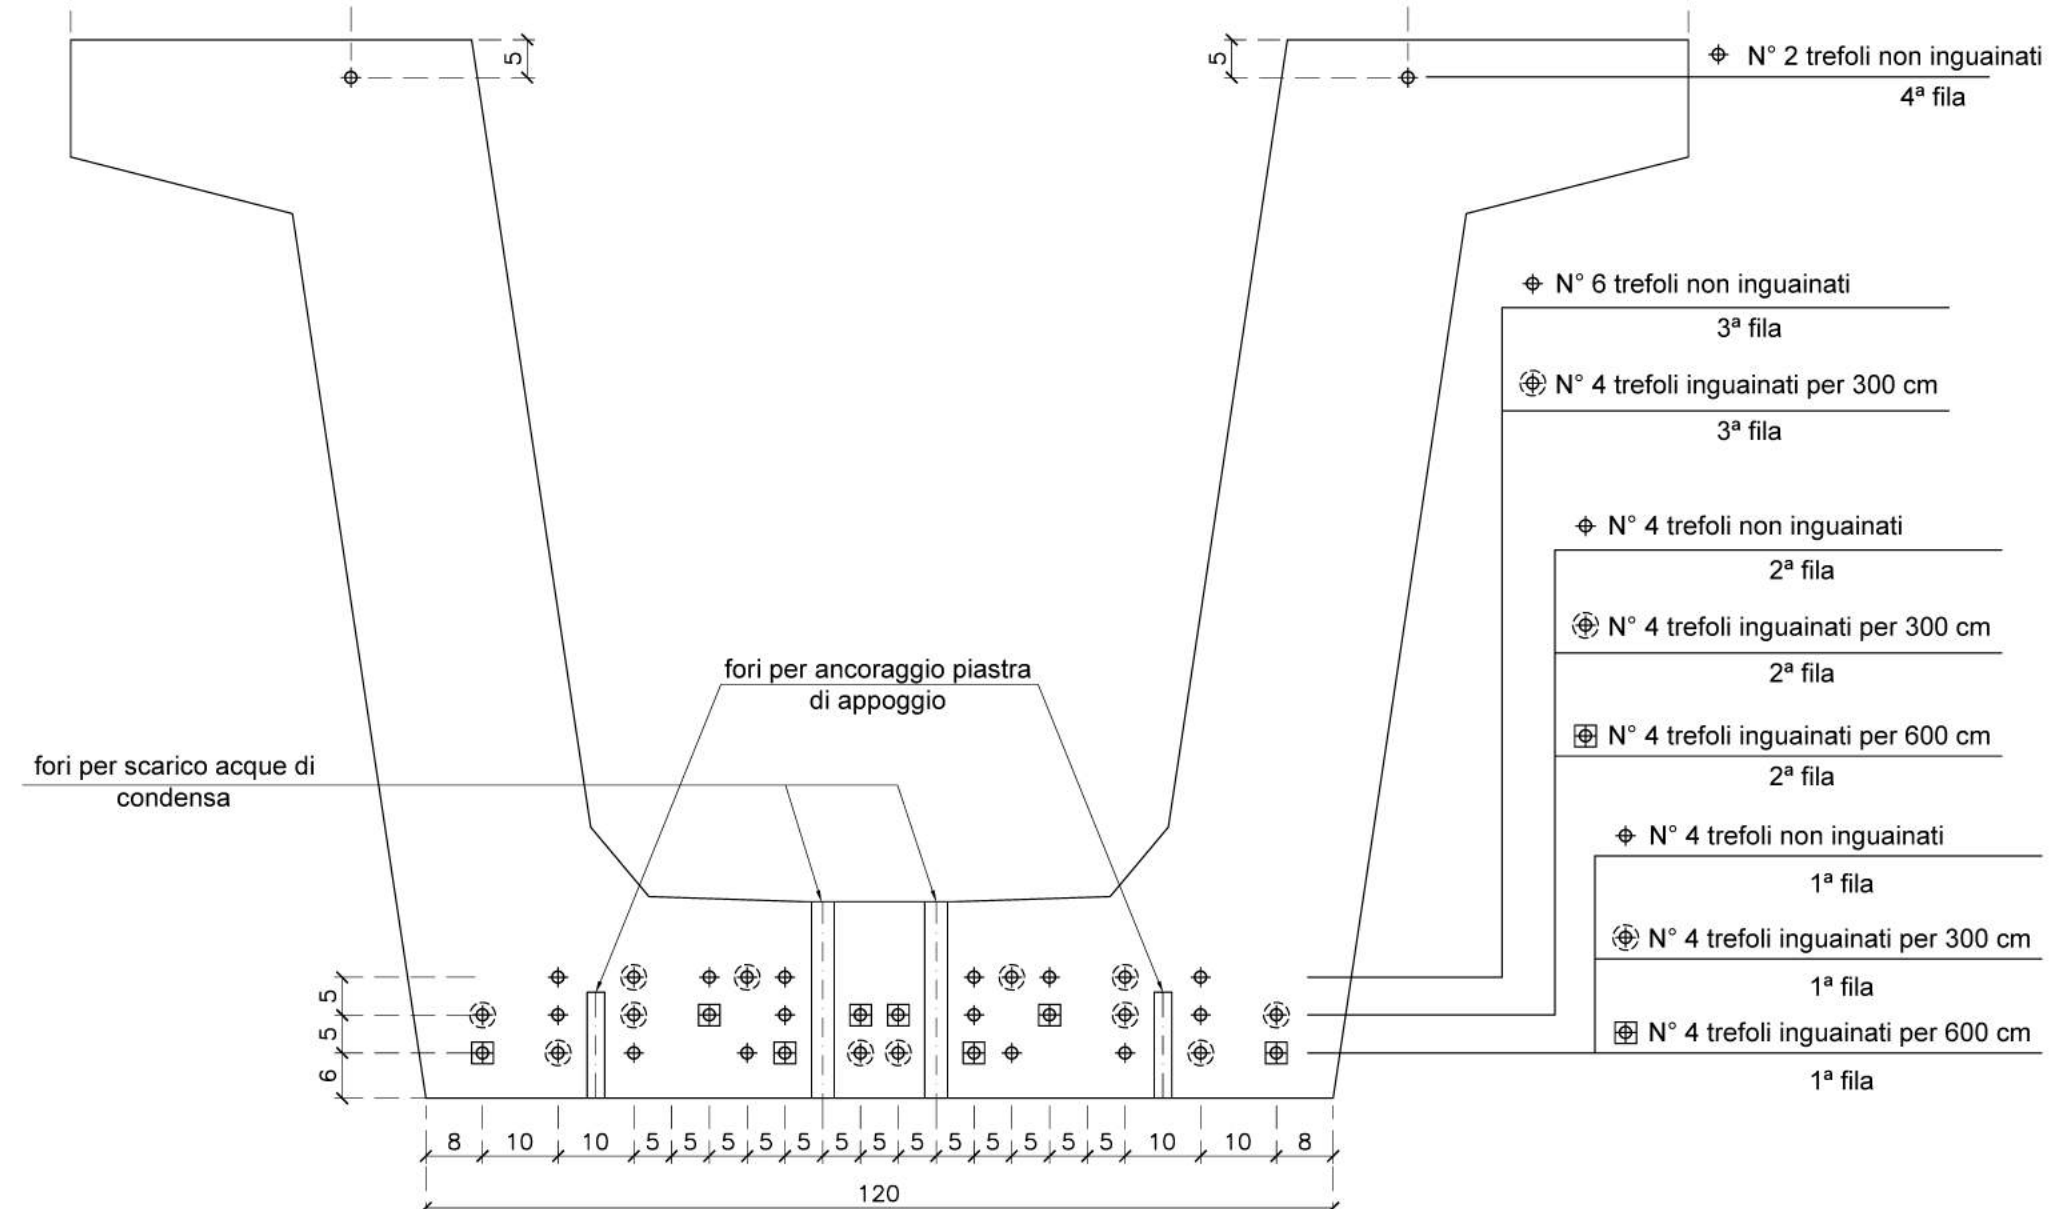 5
5
N° 2 trefoli non inguainati
4ª fila
N° 6 trefoli non inguainati
3ª fila
N° 4 trefoli inguainati per 300 cm
3ª fila
N° 4 trefoli non inguainati
2ª fila
N° 4 trefoli inguainati per 300 cm
2ª fila
N° 4 trefoli inguainati per 600 cm
2ª fila
fori per ancoraggio piastra
di appoggio
fori per scarico acque di
condensa
N° 4 trefoli non inguainati
1ª fila
N° 4 trefoli inguainati per 300 cm
1ª fila
N° 4 trefoli inguainati per 600 cm
1ª fila
5
5
6
8 10 10 5 5 5 5 5 5 5 5 5 5 5 5 5 10 10 8
120